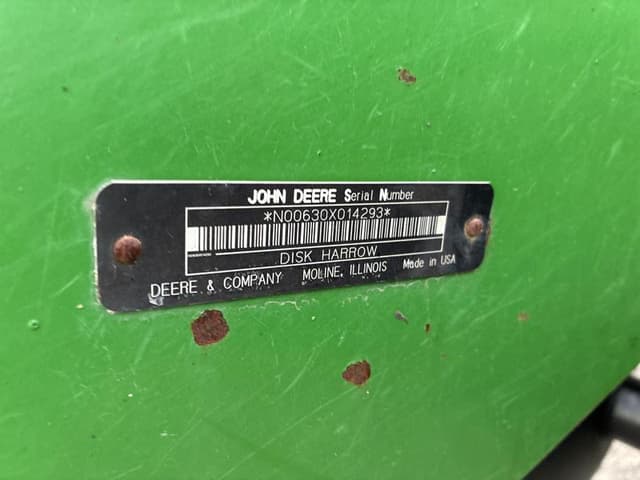 JOHN DEERE Serial Number
*N00630X014293*
DISK HARROW
DEERE & COMPANY MOLINE, ILLINOIS Made in USA